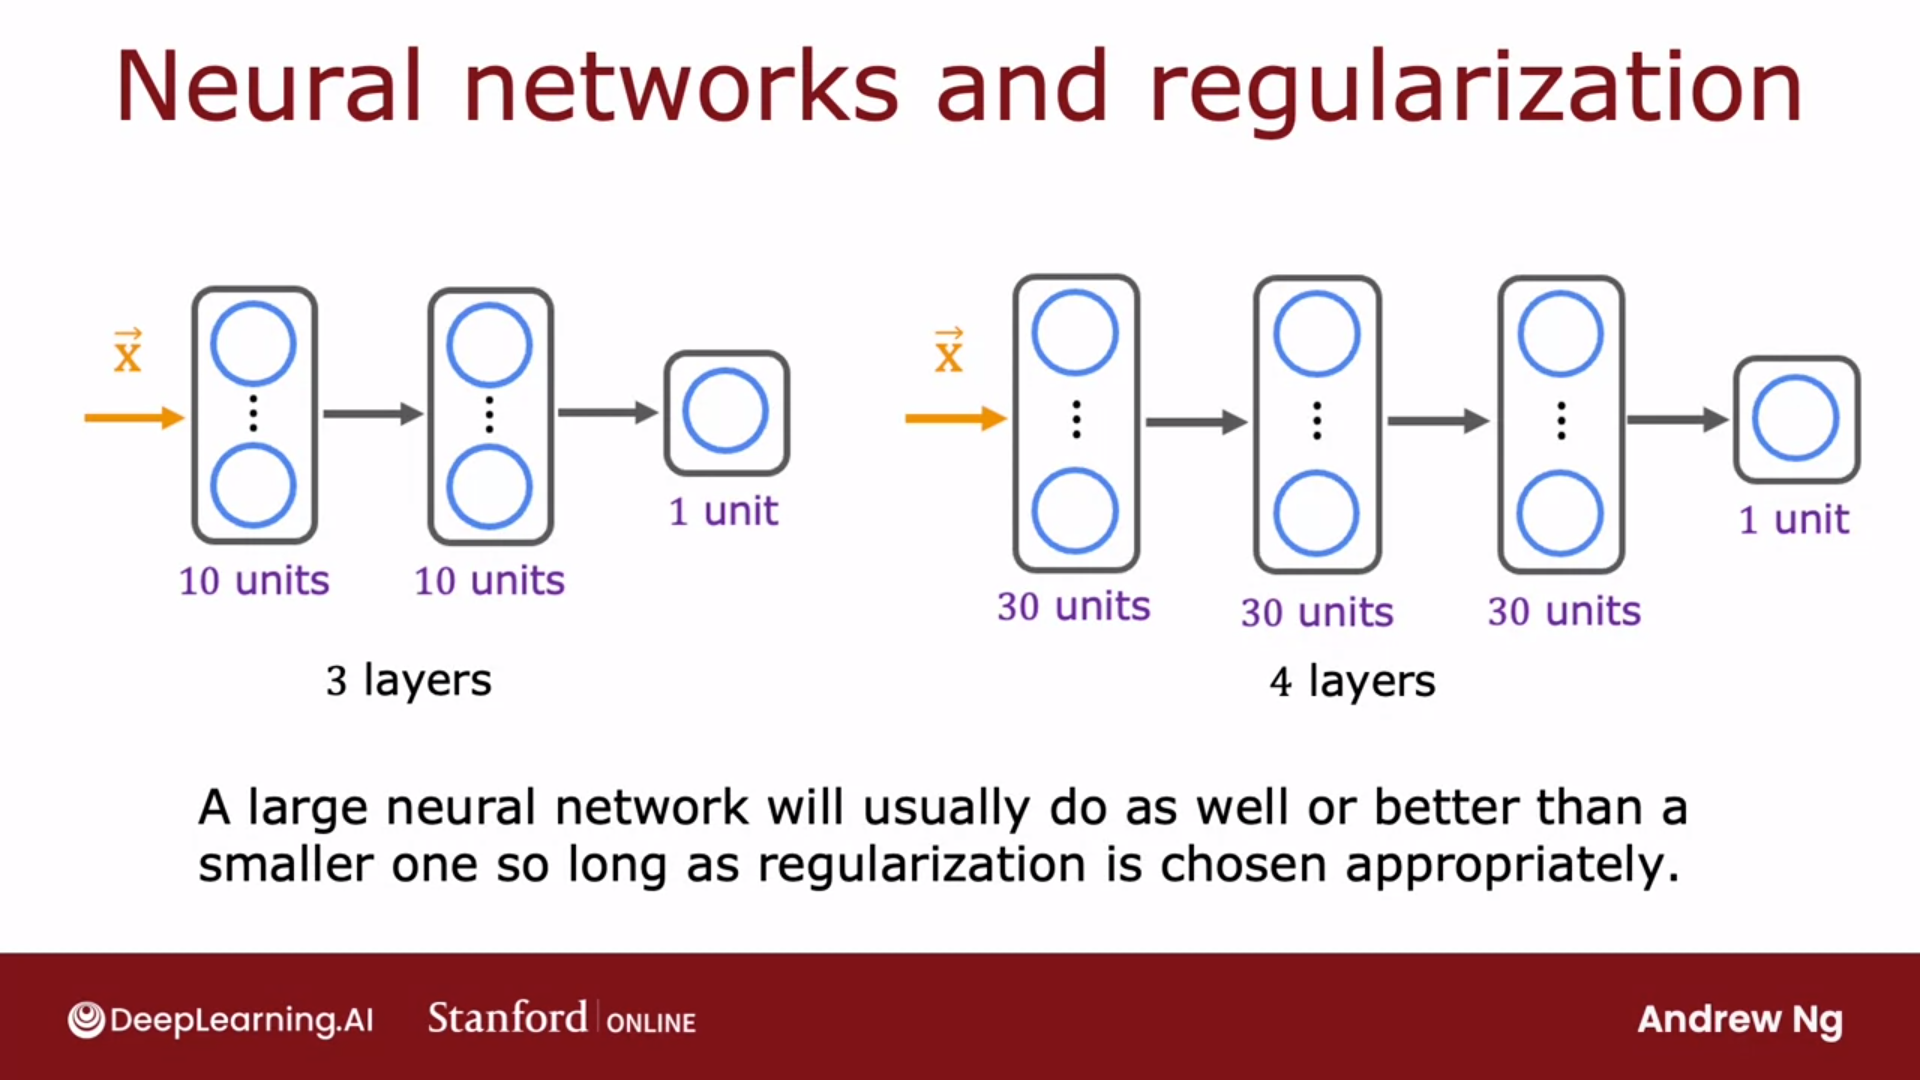 Neural networks and regularization
x⃗
10 units
10 units
1 unit
3 layers
x⃗
30 units
30 units
30 units
1 unit
4 layers
A large neural network will usually do as well or better than a
smaller one so long as regularization is chosen appropriately.
DeepLearning.AI
Stanford ONLINE
Andrew Ng